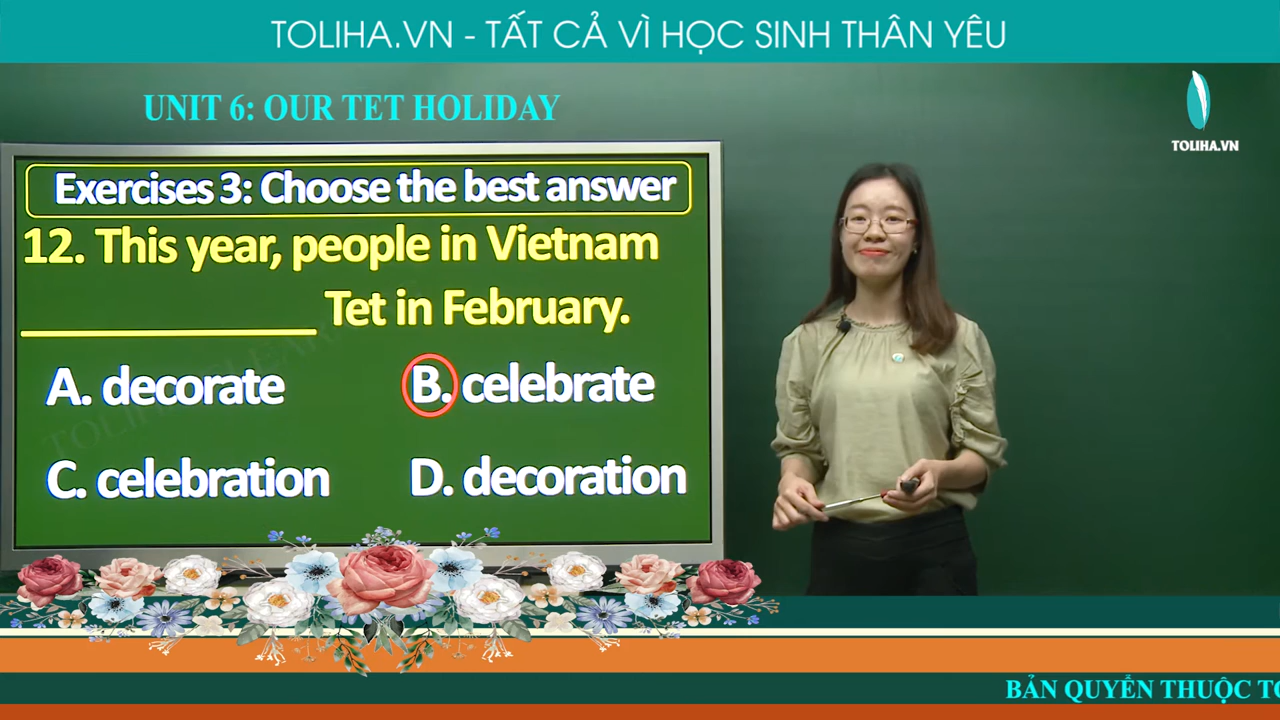 TOLIHA.VN - TẤT CẢ VÌ HỌC SINH THÂN YÊU
UNIT 6: OUR TET HOLIDAY
TOLIHA.VN
Exercises 3: Choose the best answer
12. This year, people in Vietnam
____________ Tet in February.
A. decorate B. celebrate
C. celebration D. decoration
BẢN QUYỀN THUỘC